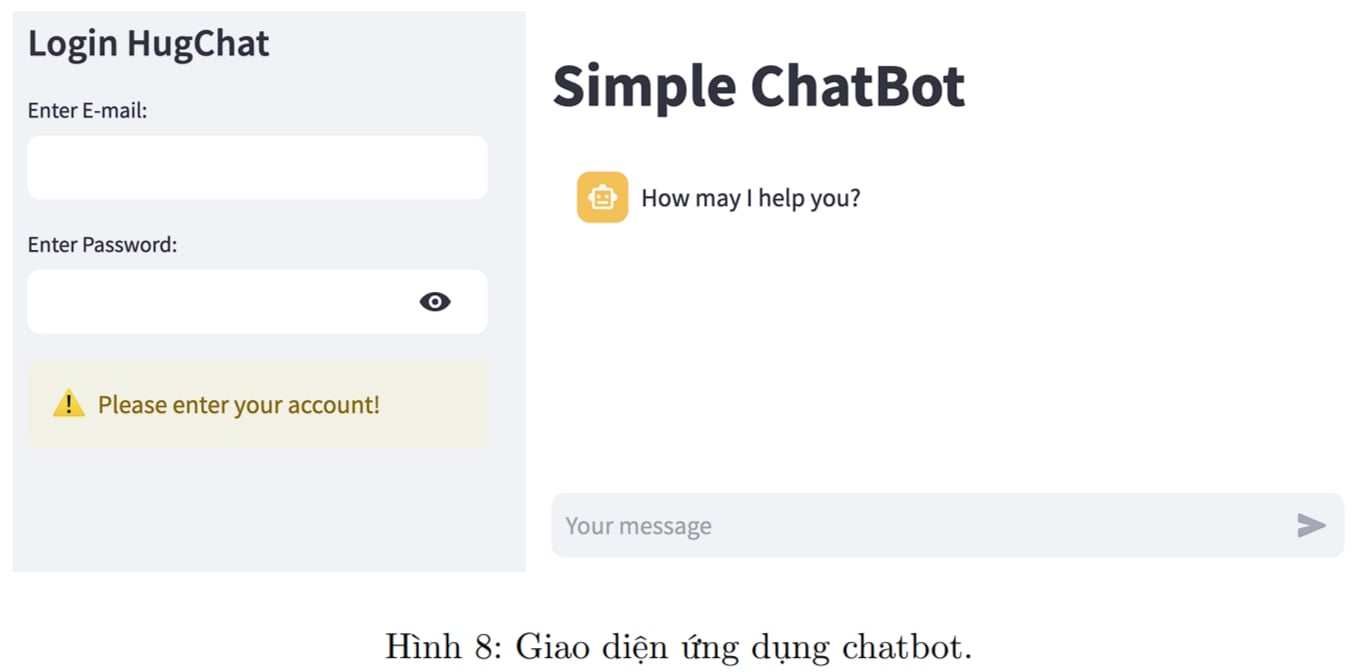 Login HugChat
Enter E-mail:
Enter Password:
Please enter your account!
Simple ChatBot
How may I help you?
Your message
Hình 8: Giao diện ứng dụng chatbot.